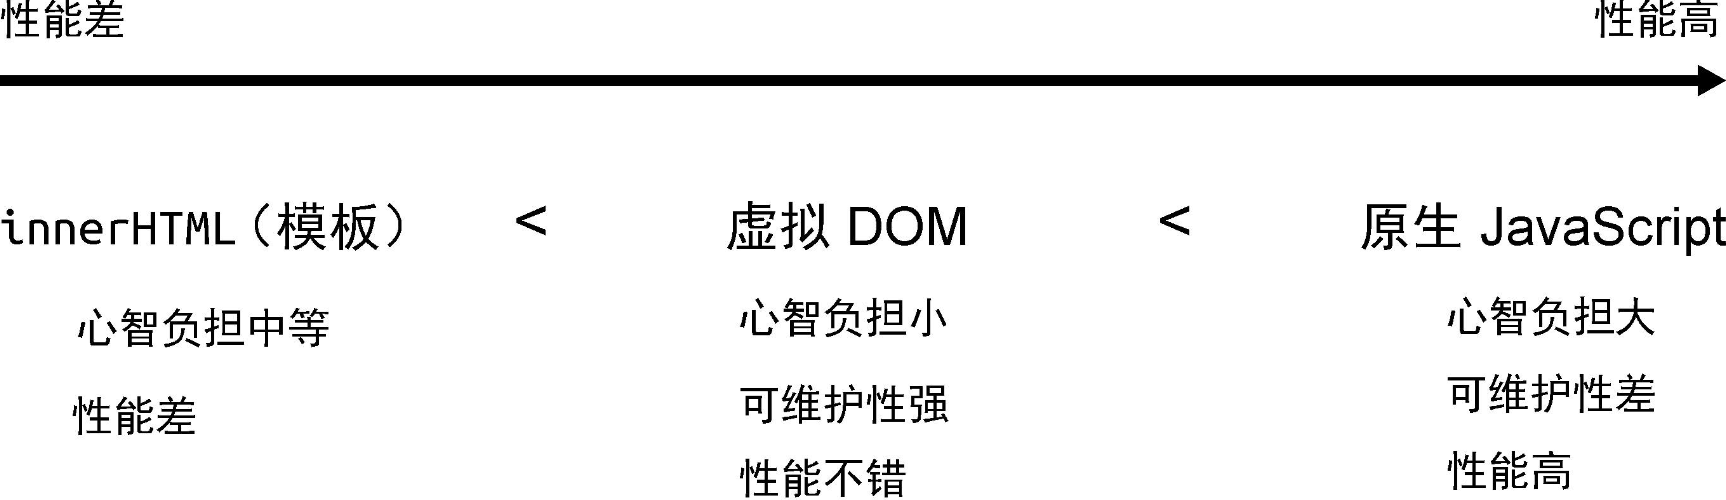 性能差 性能高
innerHTML（模板） < 虚拟 DOM < 原生 JavaScript
心智负担中等 心智负担小 心智负担大
性能差 可维护性强 可维护性差
性能不错 性能高